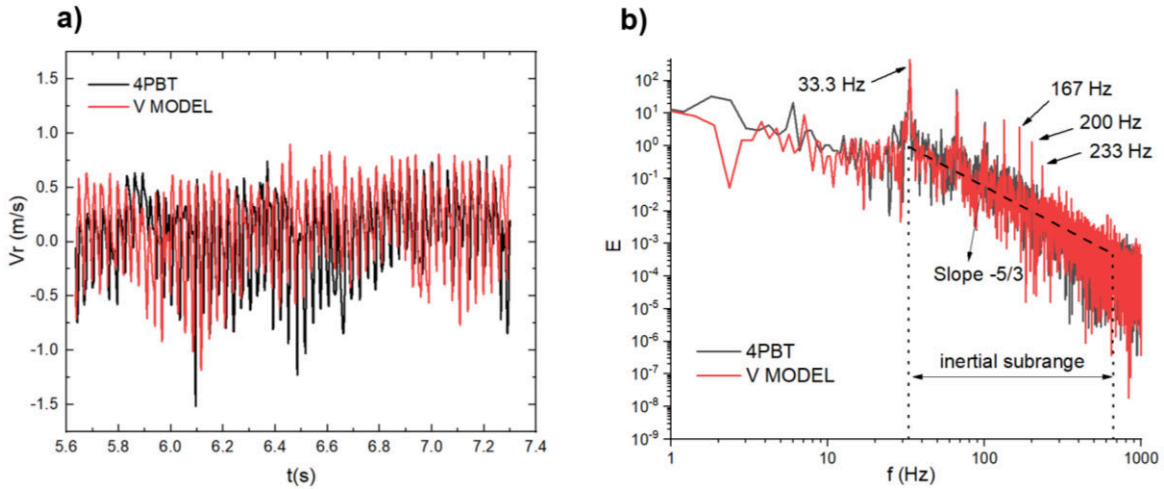 a)
4PBT
V MODEL
Vr (m/s)
1.5
1.0
0.5
0.0
-0.5
-1.0
-1.5
5.6 5.8 6.0 6.2 6.4 6.6 6.8 7.0 7.2 7.4
t(s)
b)
33.3 Hz
167 Hz
200 Hz
233 Hz
Slope -5/3
4PBT
V MODEL
inertial subrange
E
10²
10¹
10⁰
10⁻¹
10⁻²
10⁻³
10⁻⁴
10⁻⁵
10⁻⁶
10⁻⁷
10⁻⁸
10⁻⁹
1 10 100 1000
f (Hz)